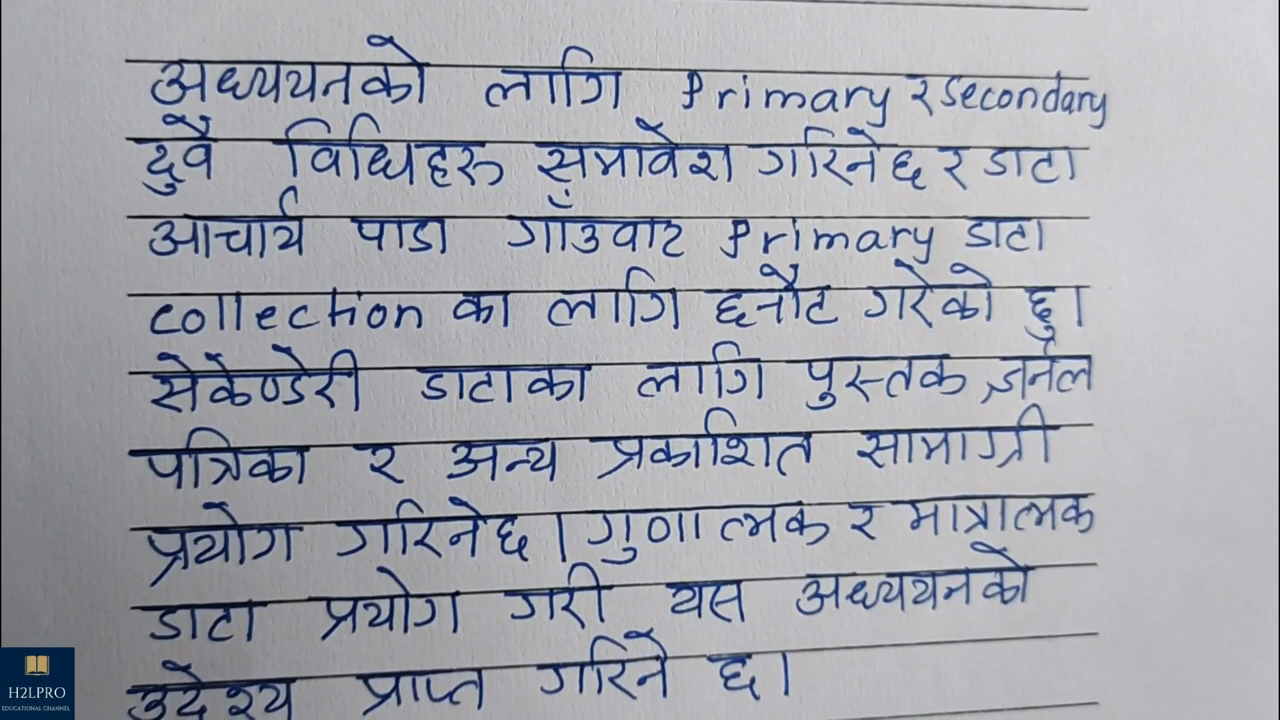 अध्ययनको लागि Primary र Secondary
दुवै विधिहरु समावेश गरिनेछ र डाटा
आचार्य पाडा गाँउवाट Primary डाटा
collection का लागि छनौट गरेको छु।
सेकेण्डेरी डाटाका लागि पुस्तक, जर्नल
पत्रिका र अन्य प्रकाशित सामाग्री
प्रयोग गरिनेछ। गुणात्मक र मात्रात्मक
डाटा प्रयोग गरी यस अध्ययनको
उदेश्य प्राप्त गरिने छ।
H2LPRO
EDUCATIONAL CHANNEL